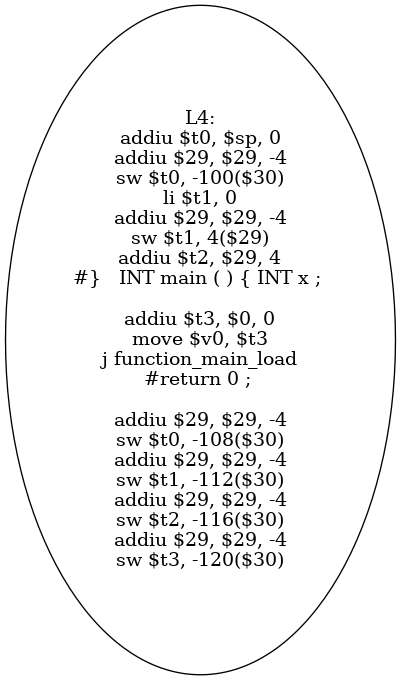 L4:
addiu $t0, $sp, 0
addiu $29, $29, -4
sw $t0, -100($30)
li $t1, 0
addiu $29, $29, -4
sw $t1, 4($29)
addiu $t2, $29, 4
#}   INT main ( ) { INT x ;
addiu $t3, $0, 0
move $v0, $t3
j function_main_load
#return 0 ;
addiu $29, $29, -4
sw $t0, -108($30)
addiu $29, $29, -4
sw $t1, -112($30)
addiu $29, $29, -4
sw $t2, -116($30)
addiu $29, $29, -4
sw $t3, -120($30)